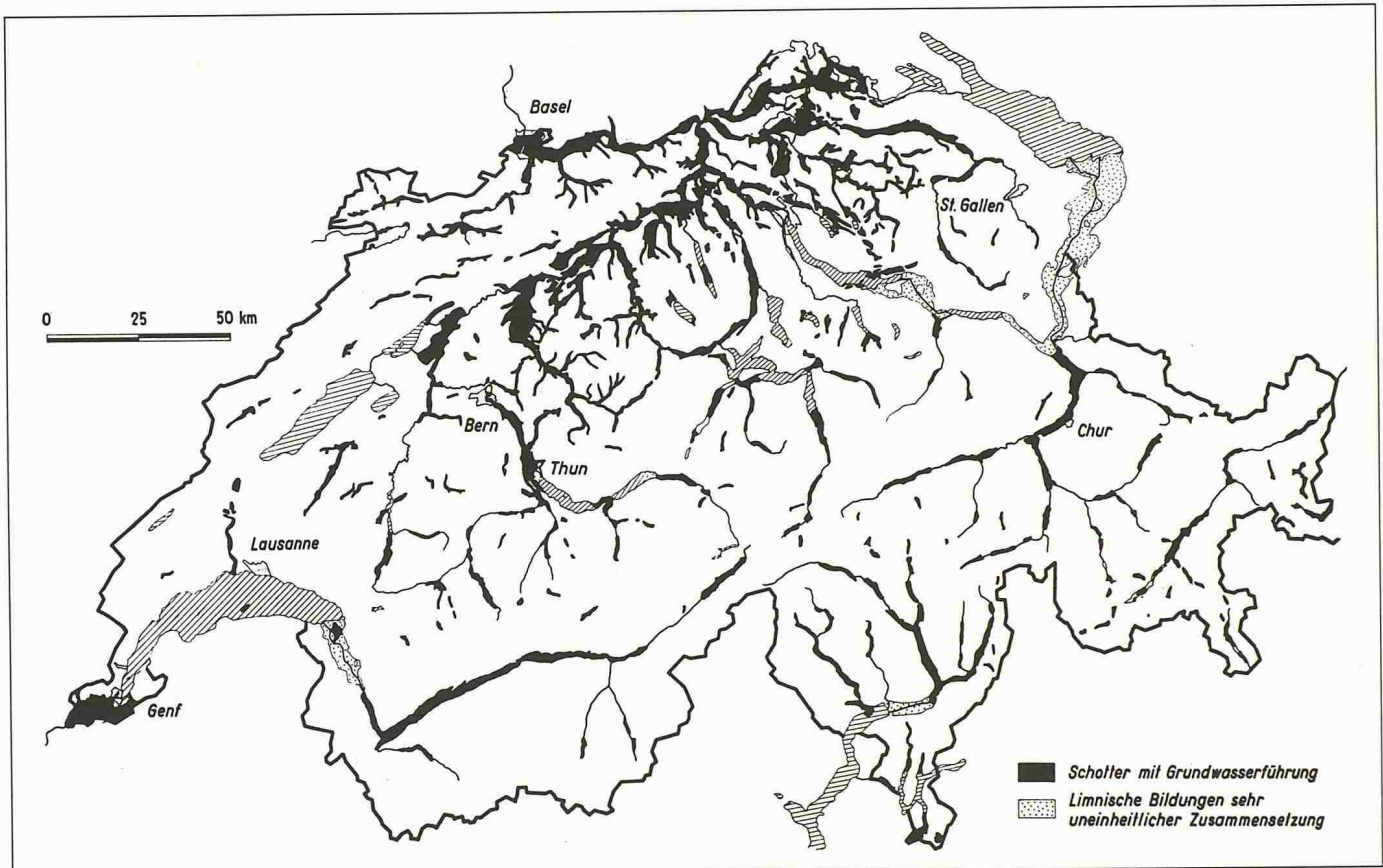 Basel
St. Gallen
0 25 50 km
Bern
Thun
Chur
Lausanne
Genf
Schotter mit Grundwasserführung
Limnische Bildungen sehr
uneinheitlicher Zusammensetzung